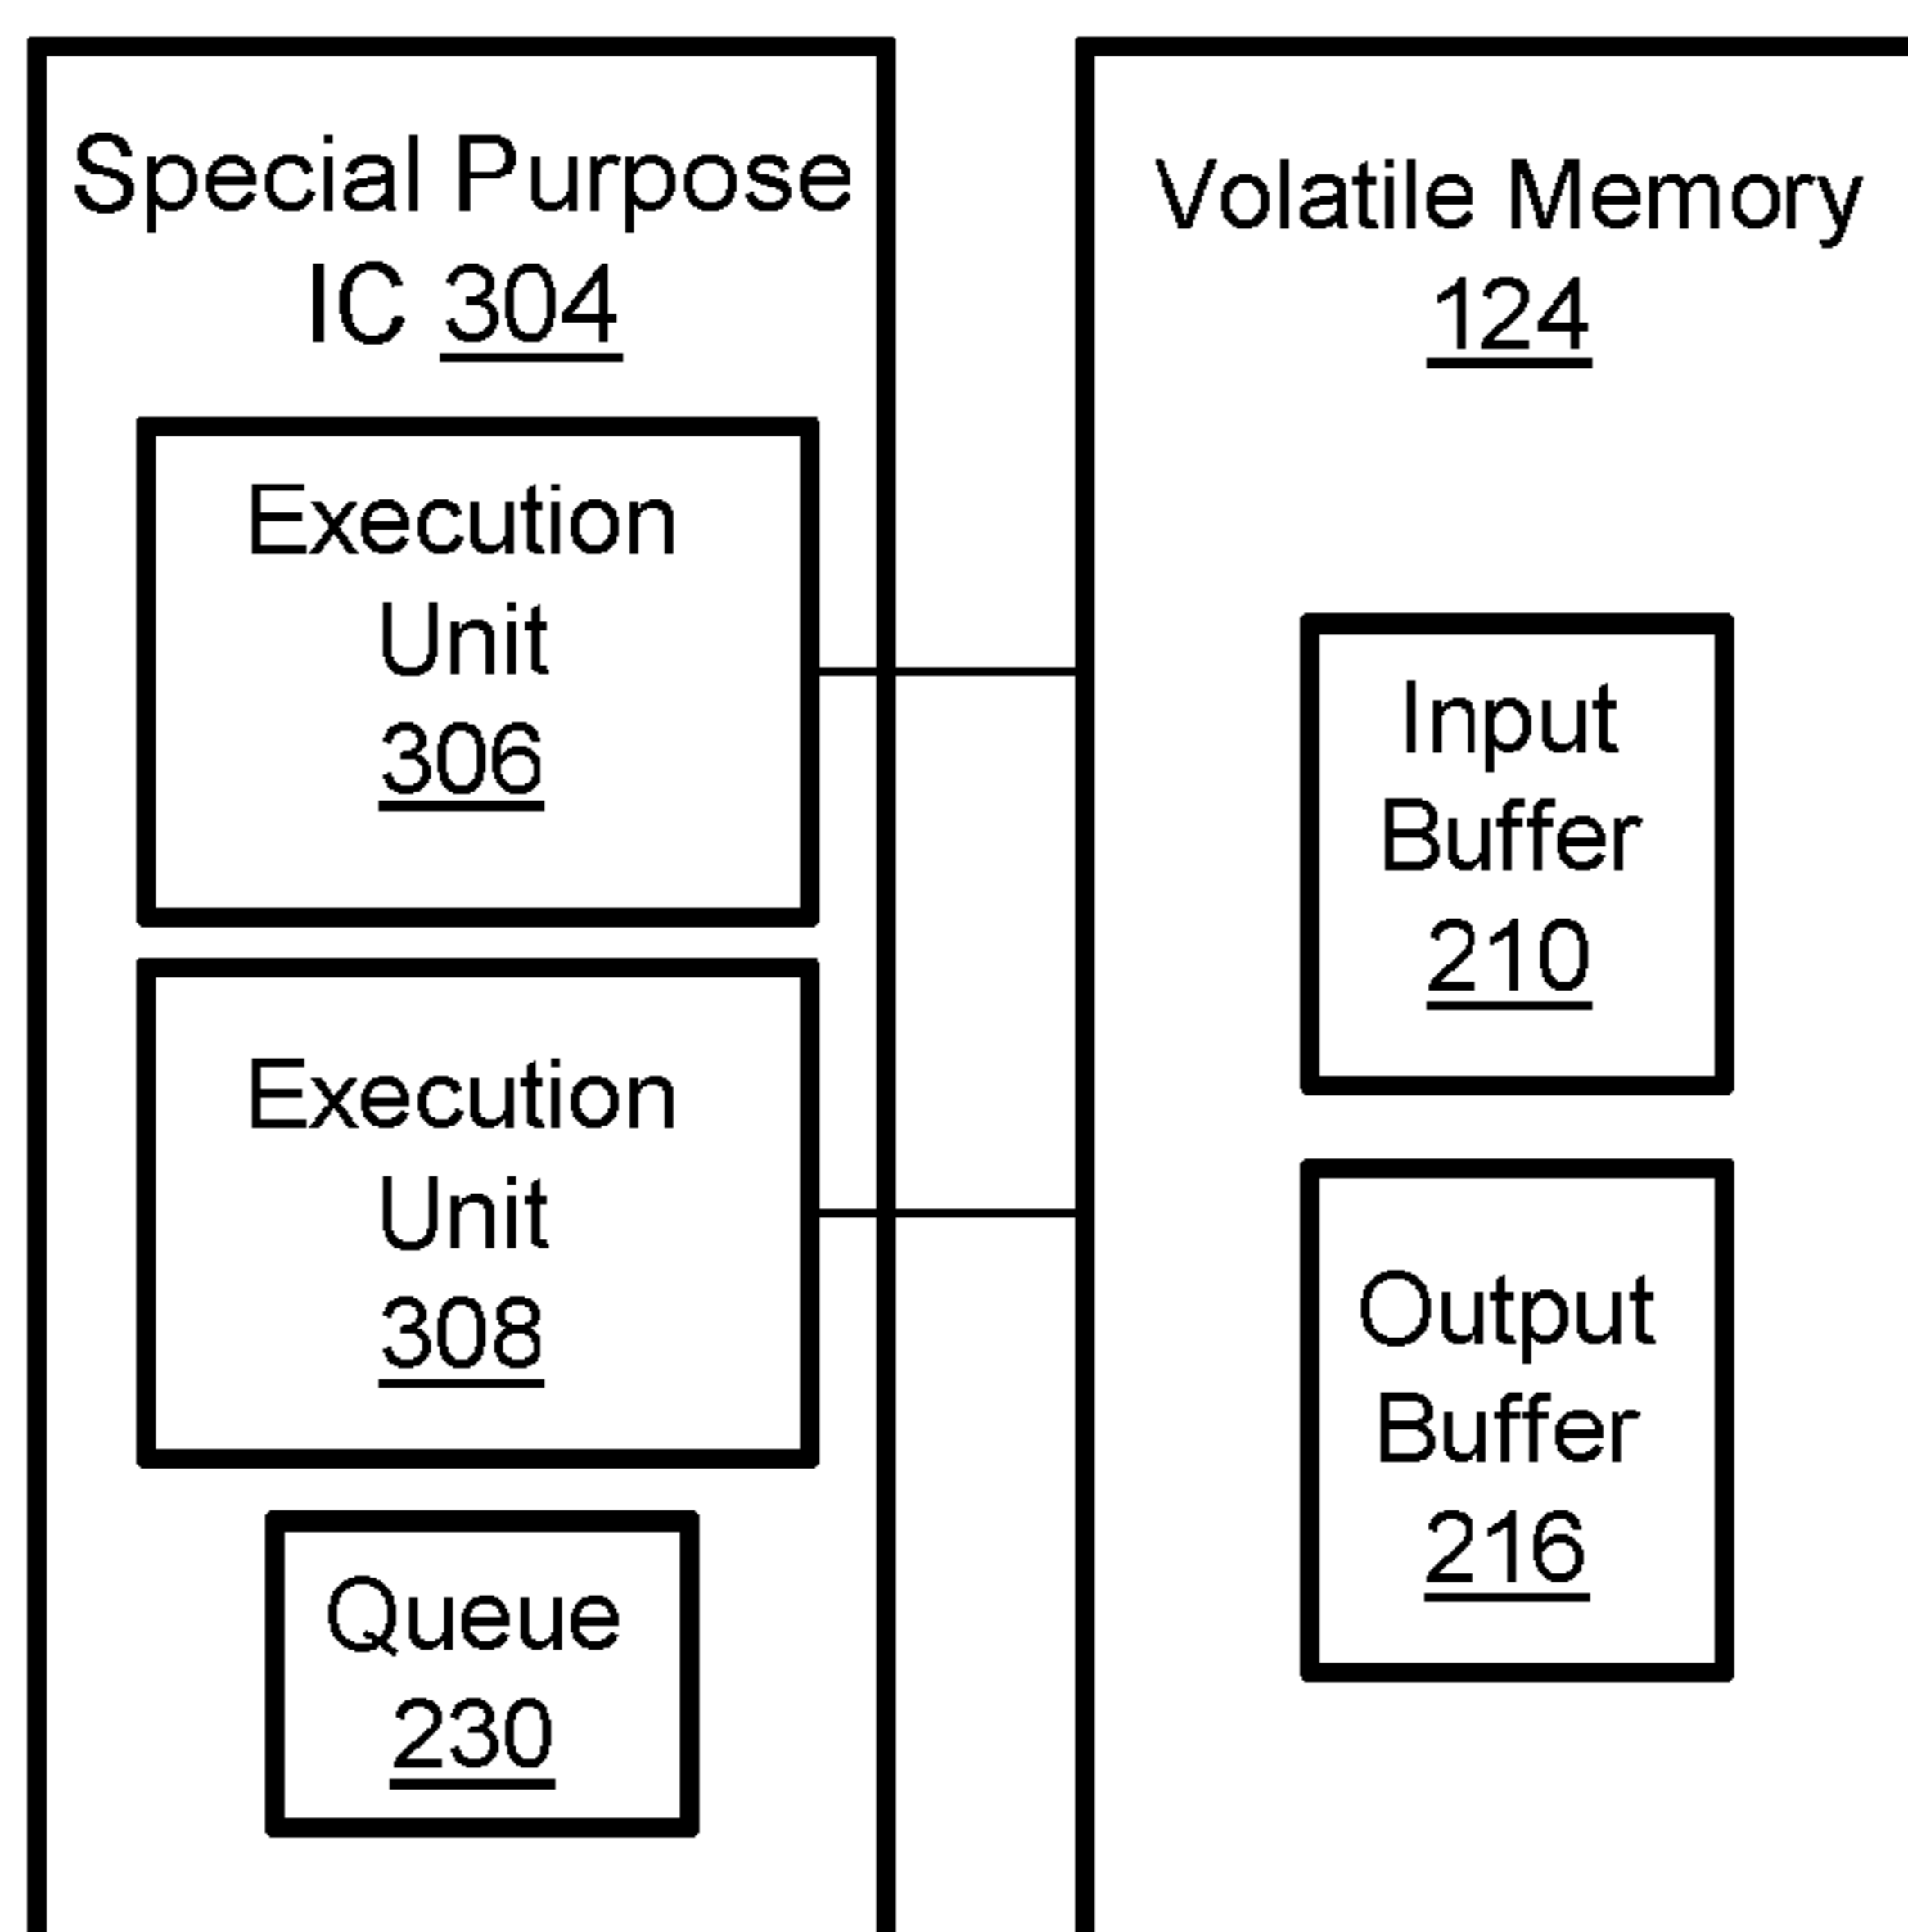 Special Purpose
IC 304
Execution
Unit
306
Execution
Unit
308
Queue
230
Volatile Memory
124
Input
Buffer
210
Output
Buffer
216